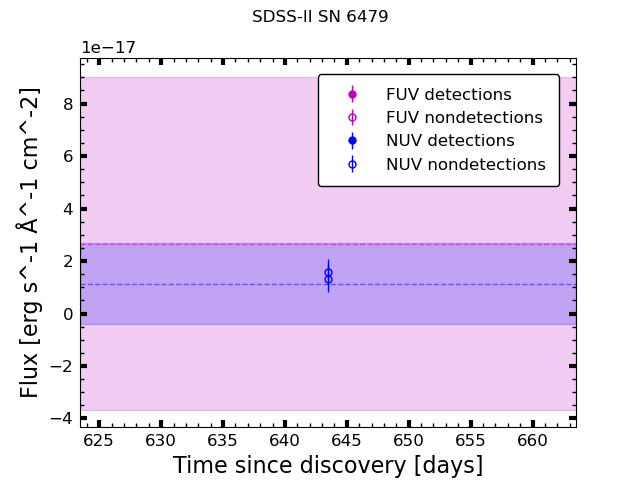 SDSS-II SN 6479
1e−17
FUV detections
FUV nondetections
NUV detections
NUV nondetections
8
6
4
2
0
−2
−4
Flux [erg s^-1 Å^-1 cm^-2]
625 630 635 640 645 650 655 660
Time since discovery [days]